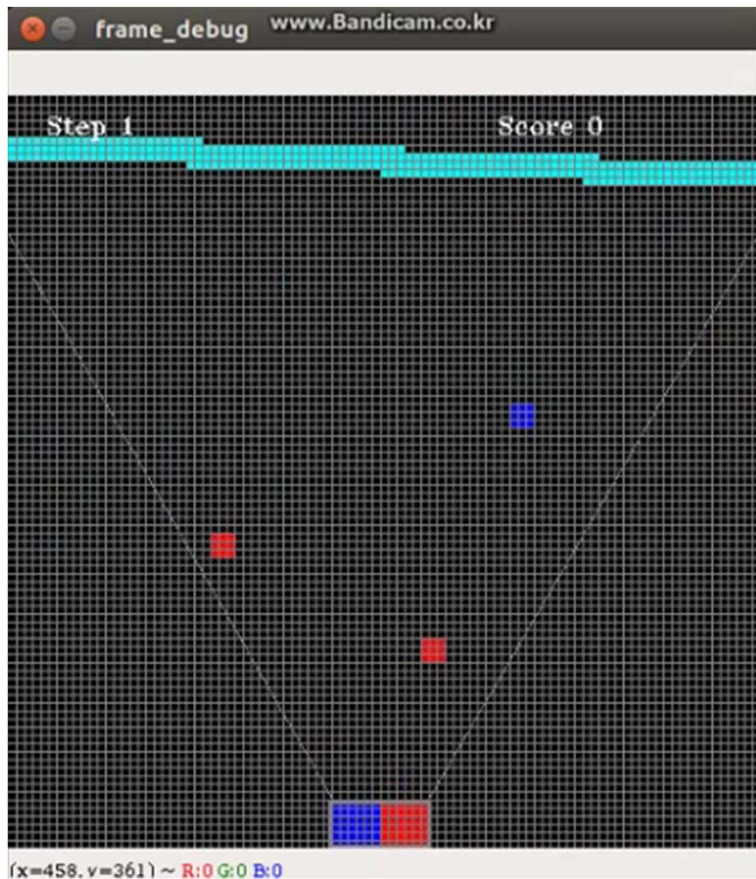 frame_debug
www.Bandicam.co.kr
Step 1
Score 0
(x=458, y=361) ~ R:0 G:0 B:0